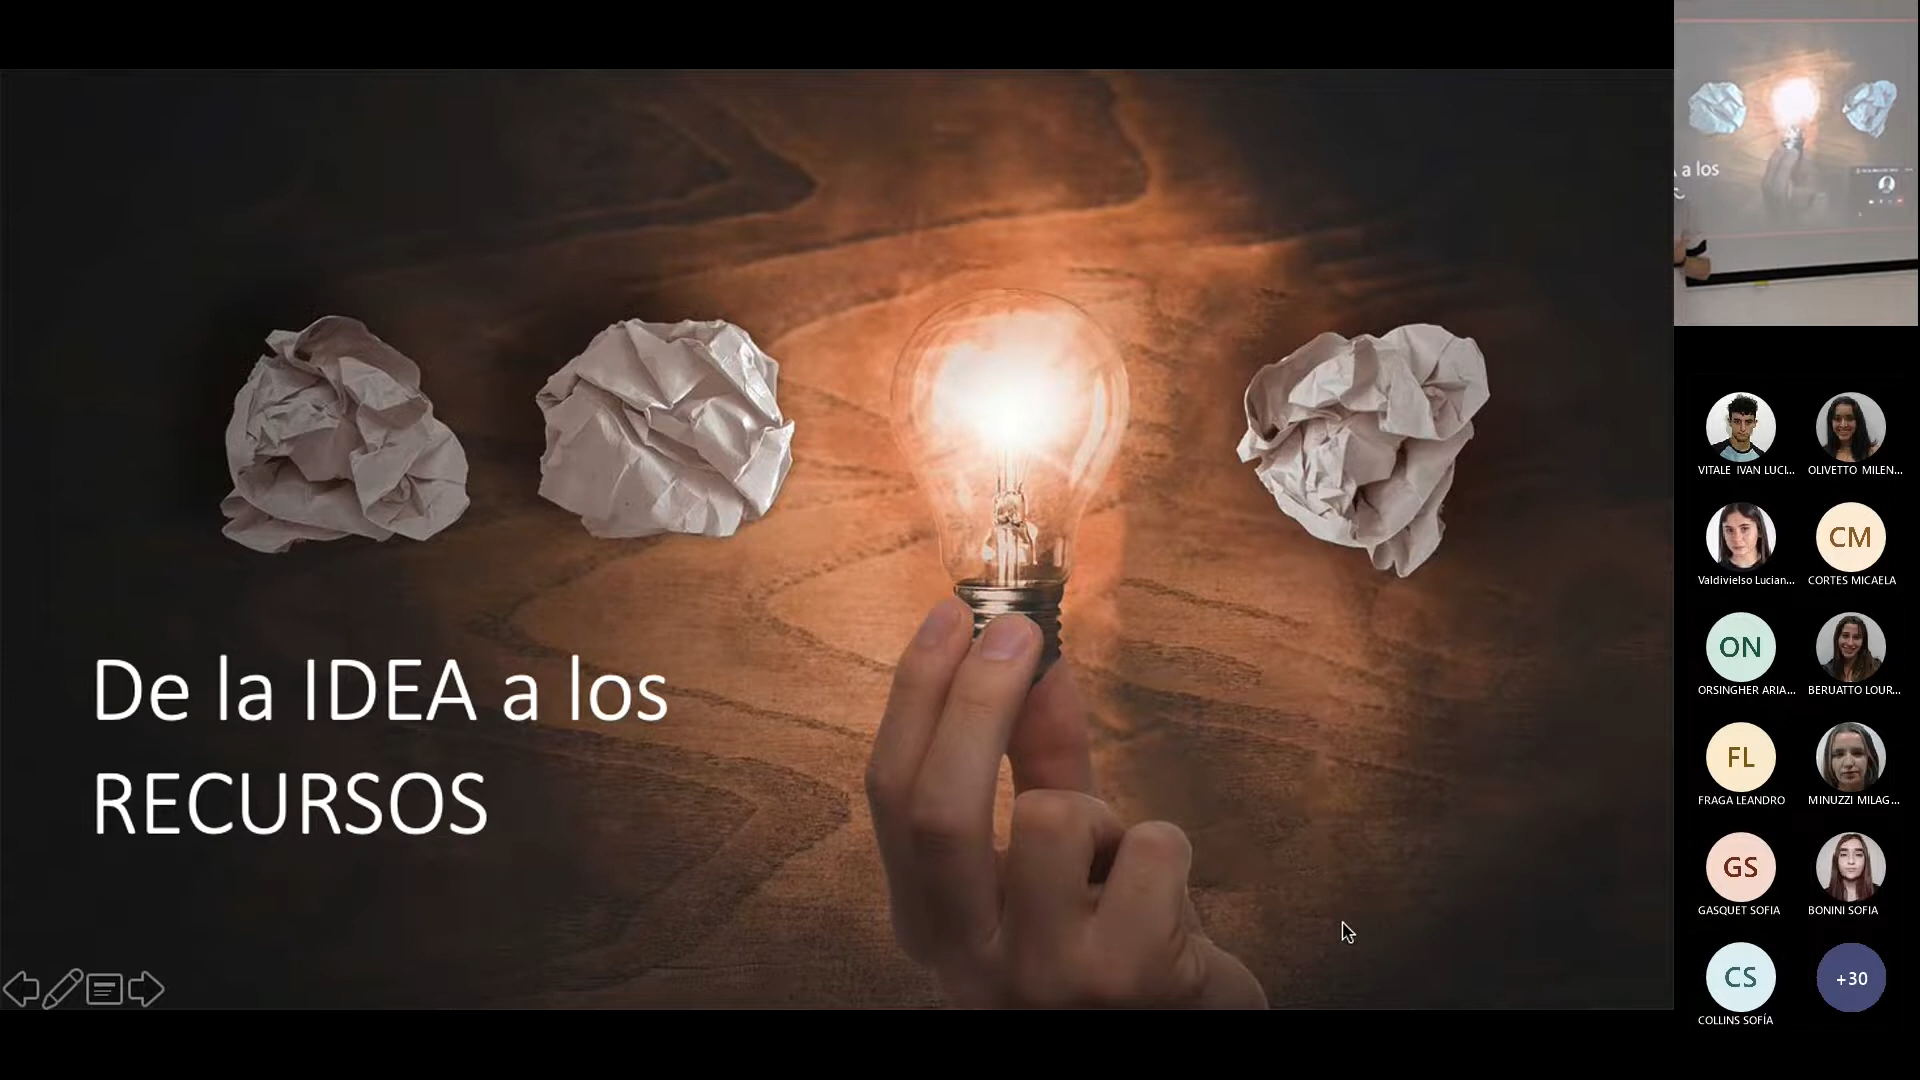 De la IDEA a los
RECURSOS
a los
VITALE IVAN LUCI...
OLIVETTO MILEN...
Valdivielso Lucian...
CM
CORTES MICAELA
ON
ORSINGHER ARIA...
BERUATTO LOUR...
FL
FRAGA LEANDRO
MINUZZI MILAG...
GS
GASQUET SOFIA
BONINI SOFIA
CS
COLLINS SOFÍA
+30